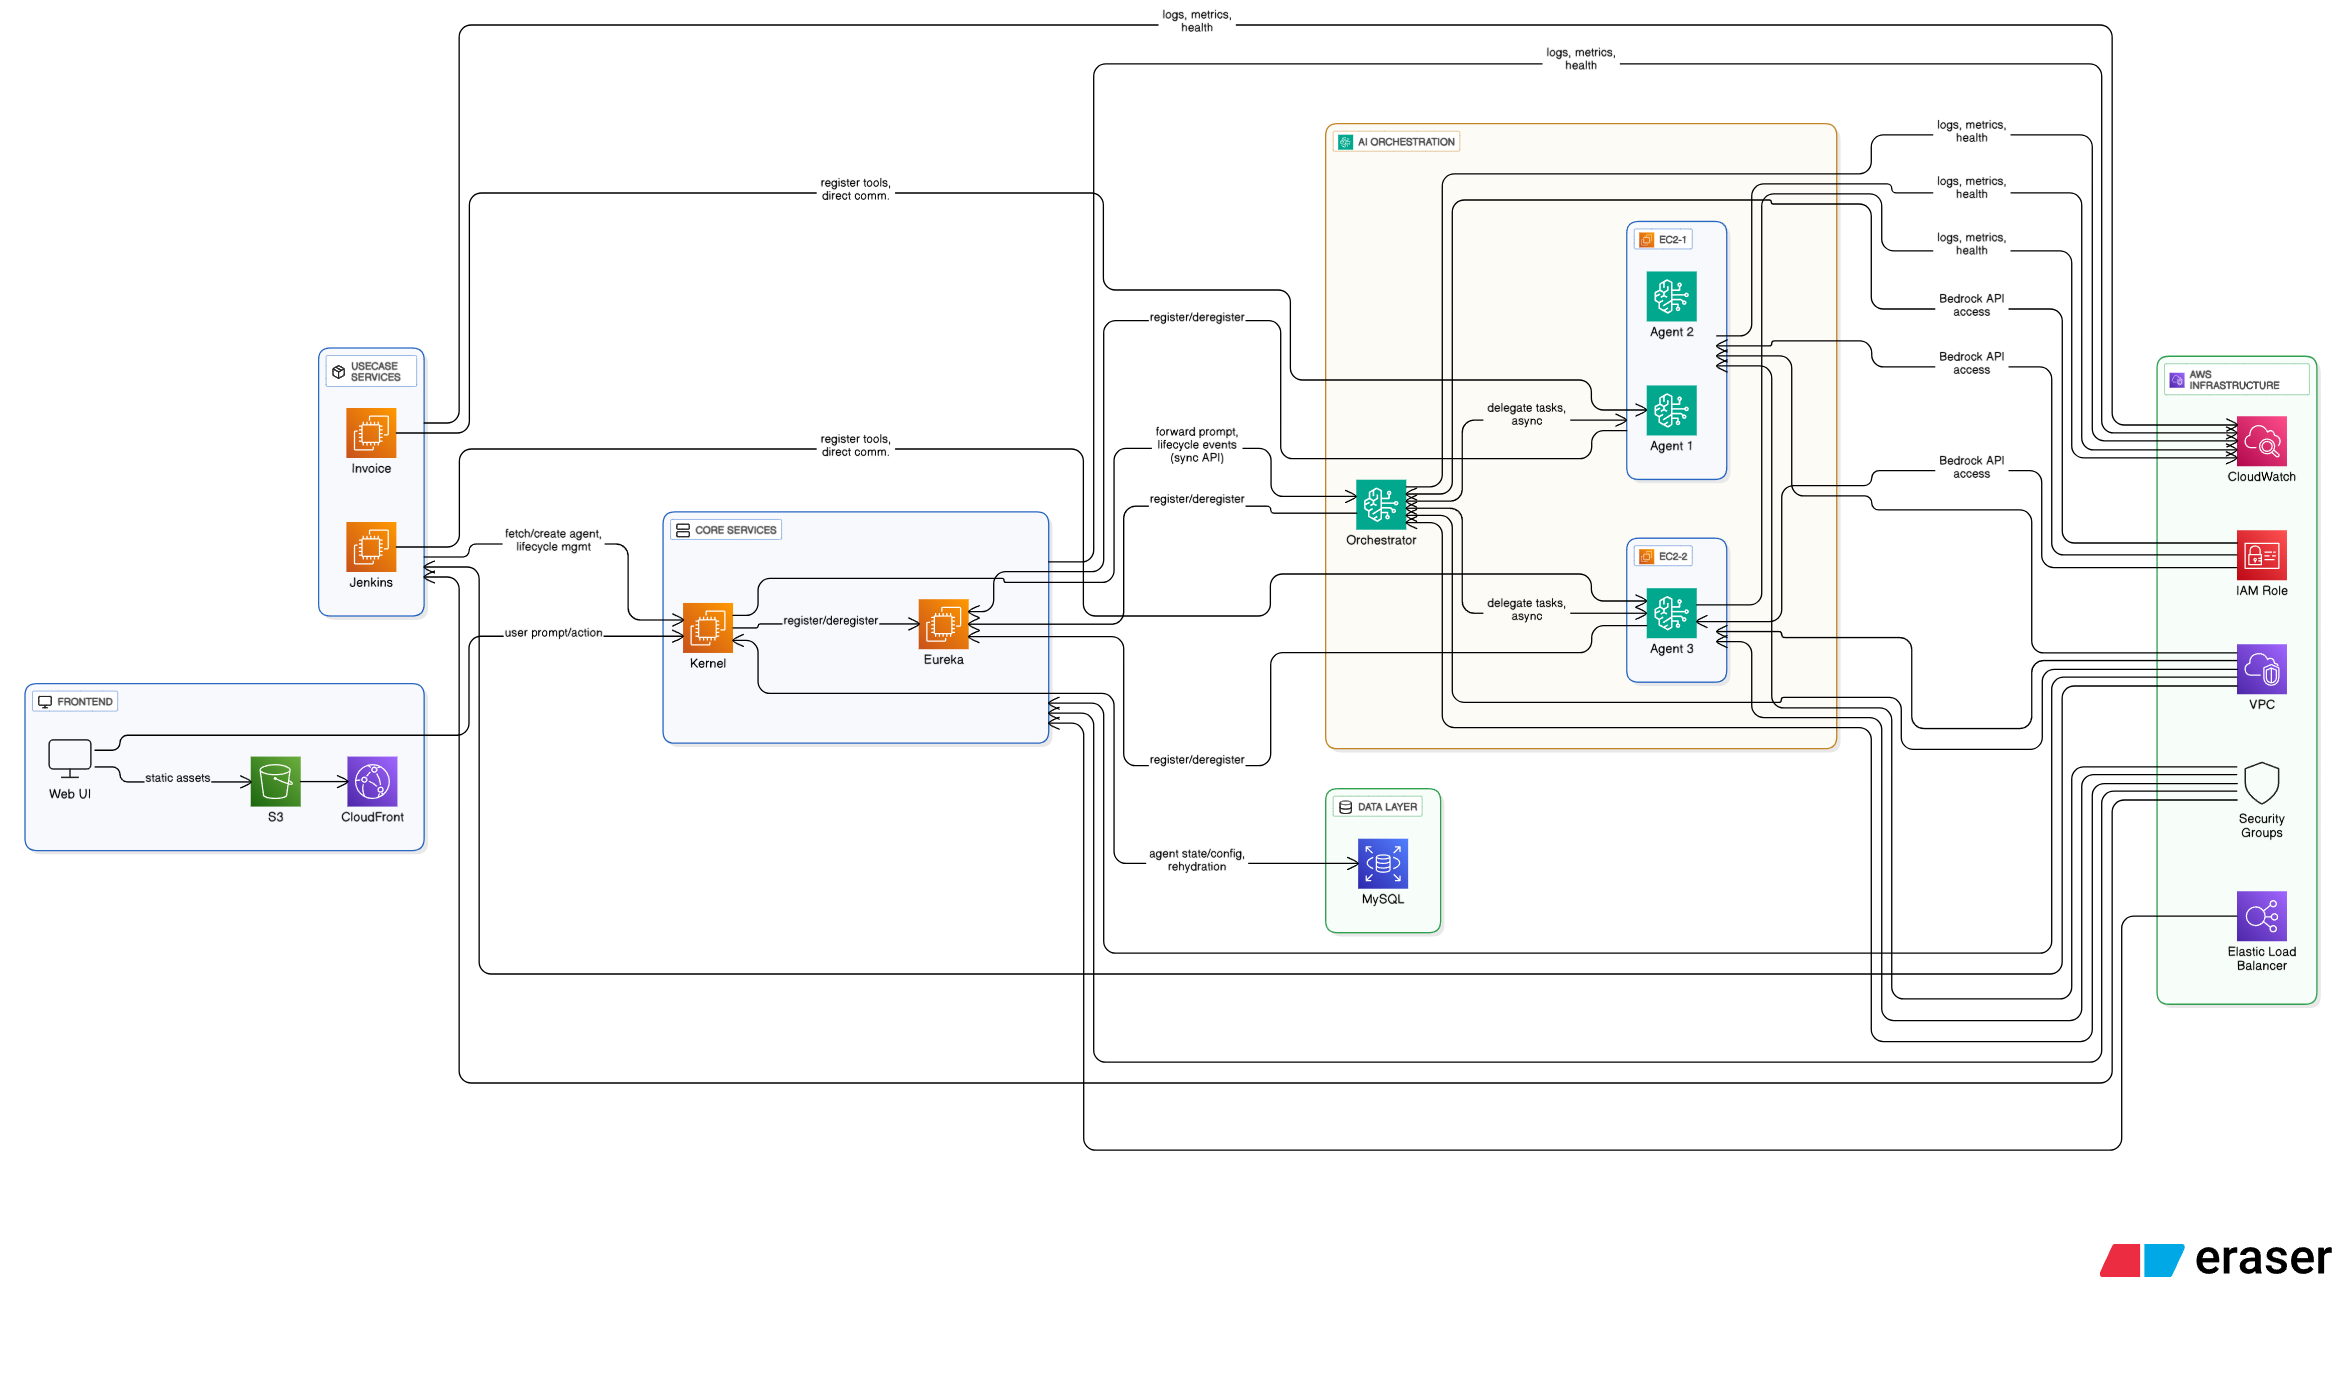 logs, metrics,
health
logs, metrics,
health
AI ORCHESTRATION
logs, metrics,
health
register tools,
direct comm.
logs, metrics,
health
EC2-1
logs, metrics,
health
Bedrock API
access
register/deregister
Agent 2
USECASE
SERVICES
Bedrock API
access
AWS
INFRASTRUCTURE
delegate tasks,
async
forward prompt,
lifecycle events
(sync API)
register tools,
direct comm.
Agent 1
Invoice
Bedrock API
access
CloudWatch
register/deregister
CORE SERVICES
fetch/create agent,
lifecycle mgmt
Orchestrator
EC2-2
Jenkins
IAM Role
delegate tasks,
async
register/deregister
user prompt/action
Kernel
Eureka
Agent 3
FRONTEND
VPC
register/deregister
static assets
Web UI
S3
CloudFront
DATA LAYER
Security
Groups
agent state/config,
rehydration
MySQL
Elastic Load
Balancer
eraser